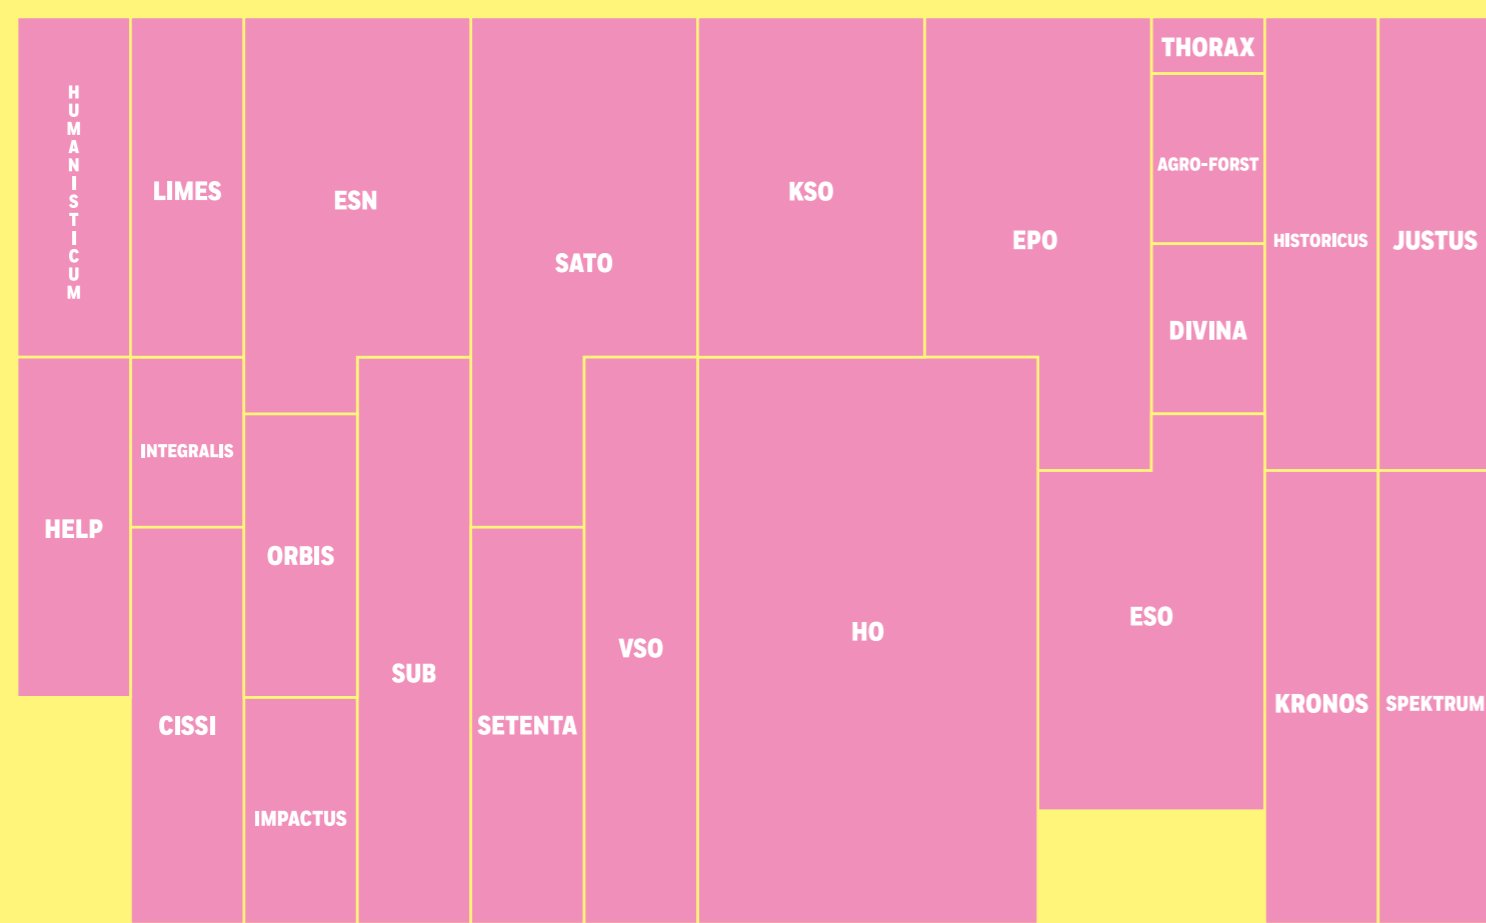 HUMANISTICUM
LIMES
ESN
SATO
KSO
EPO
THORAX
AGRO-FORST
DIVINA
HISTORICUS
JUSTUS
HELP
INTEGRALIS
CISSI
ORBIS
IMPACTUS
SUB
SETENTA
VSO
HO
ESO
KRONOS
SPEKTRUM